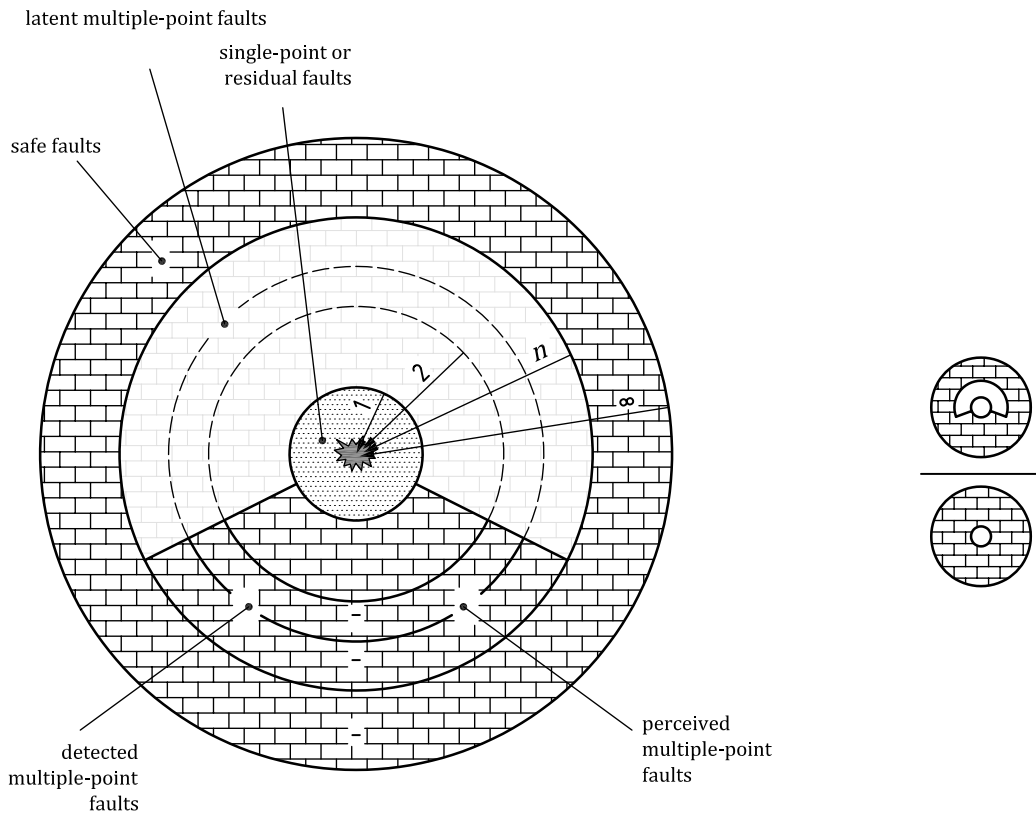 latent multiple-point faults
single-point or
residual faults
safe faults
1
2
n
∞
detected
multiple-point
faults
perceived
multiple-point
faults